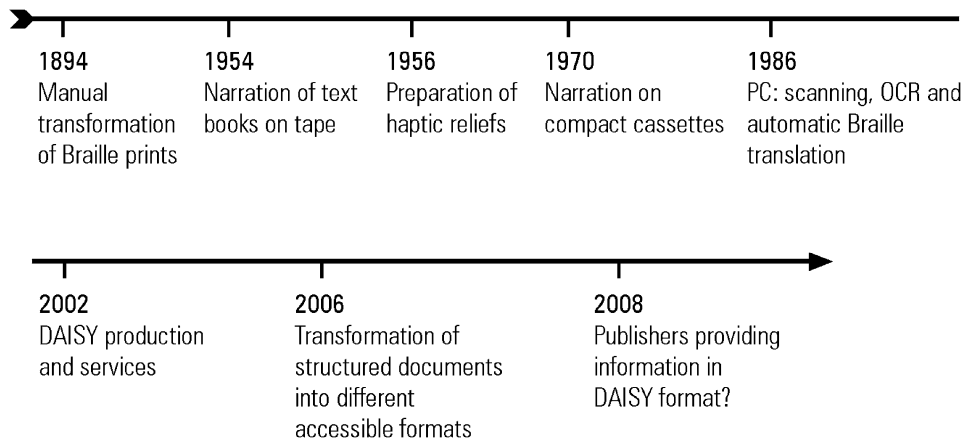 1894
Manual
transformation
of Braille prints
1954
Narration of text
books on tape
1956
Preparation of
haptic reliefs
1970
Narration on
compact cassettes
1986
PC: scanning, OCR and
automatic Braille
translation
2002
DAISY production
and services
2006
Transformation of
structured documents
into different
accessible formats
2008
Publishers providing
information in
DAISY format?